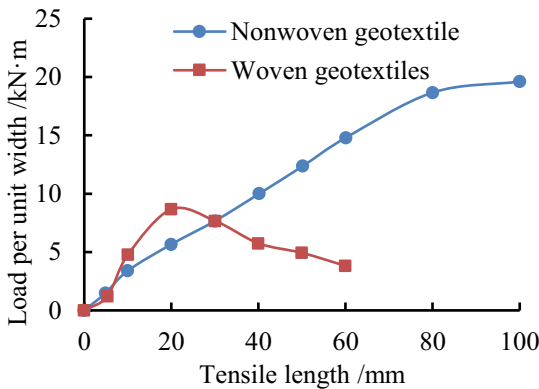 Nonwoven geotextile
Woven geotextiles
Load per unit width /kN·m
25
20
15
10
5
0
0 20 40 60 80 100
Tensile length /mm